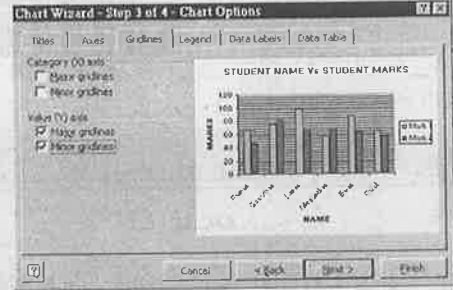 Chart Wizard - Step 3 of 4 - Chart Options
Titles Axes Gridlines Legend Data Labels Data Table
Category (X) axis
Major gridlines
Minor gridlines
Value (Y) axis
Major gridlines
Minor gridlines
STUDENT NAME Vs STUDENT MARKS
120
100
80
60
40
20
0
MARKS
NAME
Cancel < Back Next > Finish